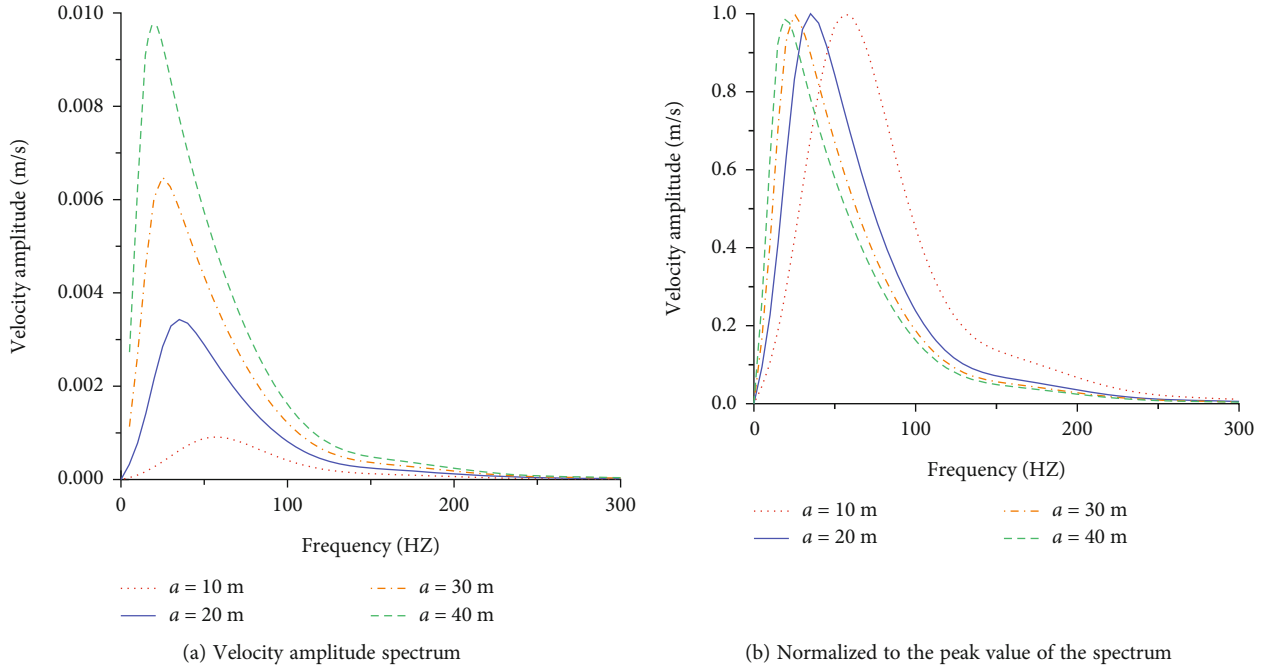 0.010
0.008
0.006
0.004
0.002
0.000
Velocity amplitude (m/s)
0
100
200
300
Frequency (HZ)
a = 10 m
a = 30 m
a = 20 m
a = 40 m
(a) Velocity amplitude spectrum
1.0
0.8
0.6
0.4
0.2
1.0
Velocity amplitude (m/s)
0
100
200
300
Frequency (HZ)
a = 10 m
a = 30 m
a = 20 m
a = 40 m
(b) Normalized to the peak value of the spectrum